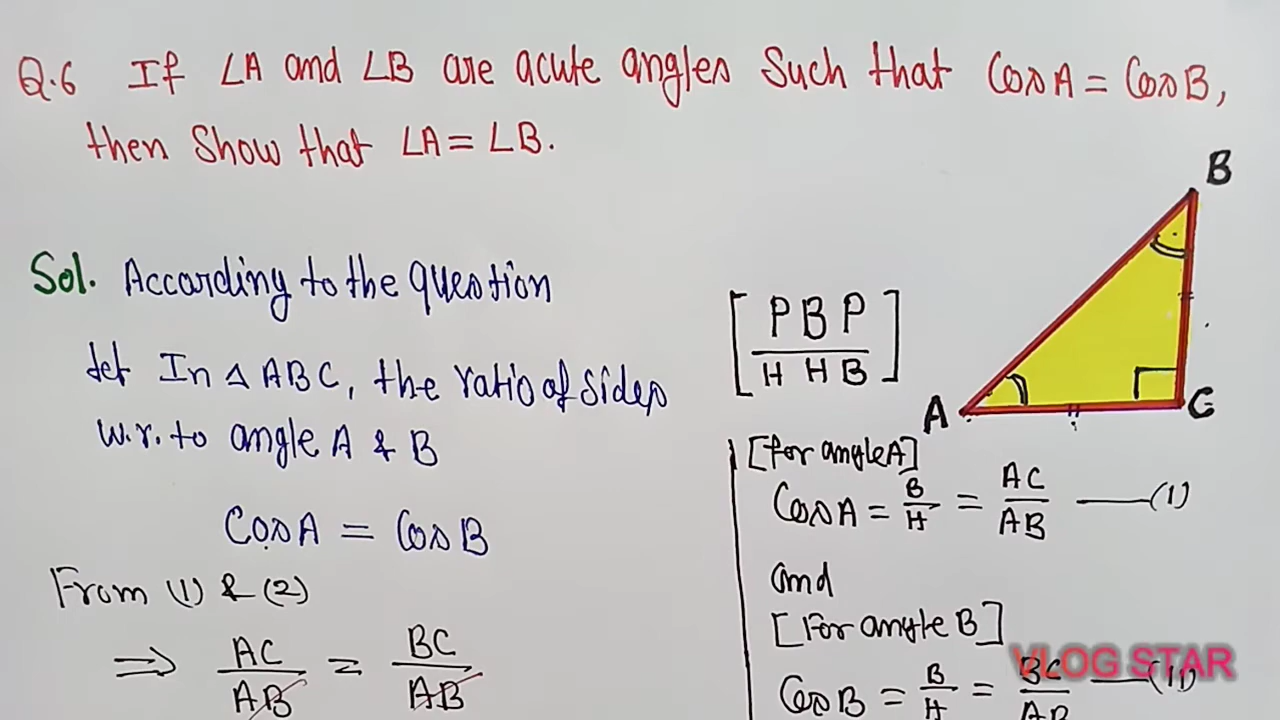 Q.6 If ∠A and ∠B are acute angles Such that Cos A = Cos B,
then Show that ∠A = ∠B.
Sol. According to the question
Let In △ ABC, the ratio of sides
w.r. to angle A & B
Cos A = Cos B
From (1) & (2)
⇒ AC/AB = BC/AB
[P B P / H H B]
B
A
C
[for angle A]
Cos A = B/H = AC/AB —(1)
and
[For angle B]
Cos B = B/H = BC/AB —(11)
VLOG STAR